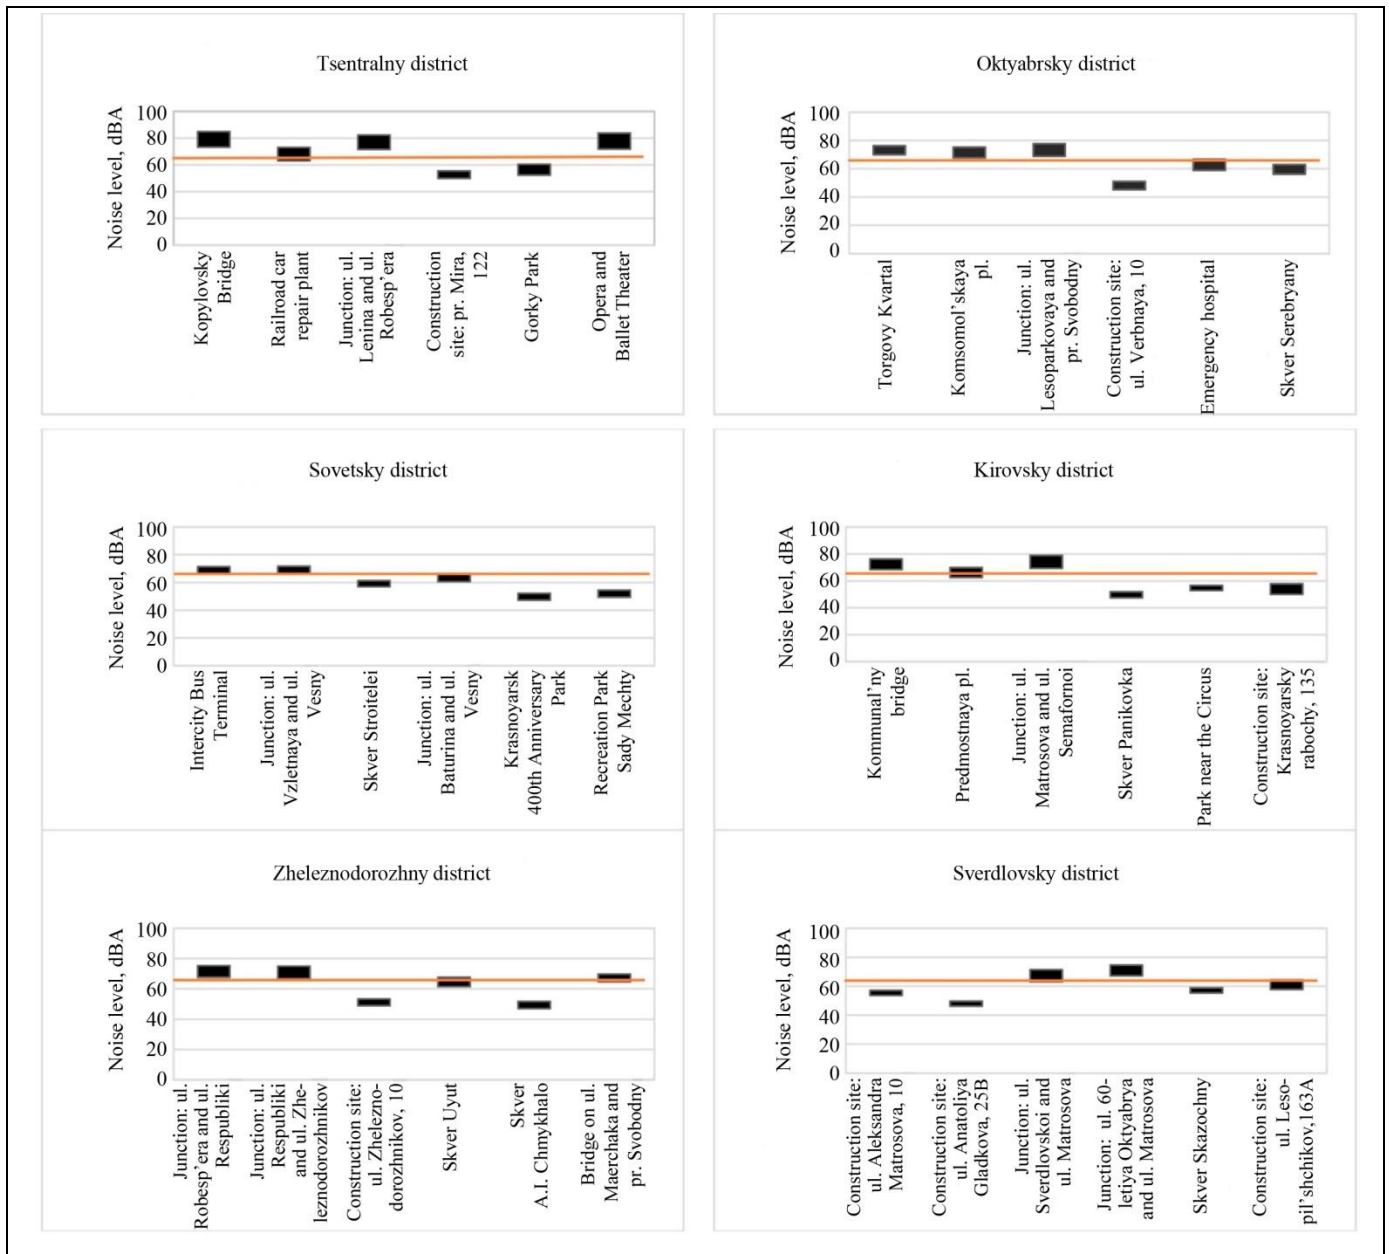 Tsentralny district
Noise level, dBA
100
80
60
40
20
0
Kopylovsky
Bridge
Railroad car
repair plant
Junction: ul.
Lenina and ul.
Robesp'era
Construction
site: pr. Mira,
122
Gorky Park
Opera and
Ballet Theater
Oktyabrsky district
Noise level, dBA
100
80
60
40
20
0
Torgovy Kvartal
Komsomol'skaya
pl.
Junction: ul.
Lesoparkovaya and
pr. Svobodny
Construction site:
ul. Verbnaya, 10
Emergency hospital
Skver Serebryany
Sovetsky district
Noise level, dBA
100
80
60
40
20
0
Intercity Bus
Terminal
Junction: ul.
Vzletnaya and ul.
Vesny
Skver Stroitelei
Junction: ul.
Baturina and ul.
Vesny
Krasnoyarsk
400th Anniversary
Park
Recreation Park
Sady Mechty
Kirovsky district
Noise level, dBA
100
80
60
40
20
0
Kommunal'ny
bridge
Predmostnaya pl.
Junction: ul.
Matrosova and ul.
Semafornoi
Skver Panikovka
Park near the Circus
Construction site:
Krasnoyarsky
rabochy, 135
Zheleznodorozhny district
Noise level, dBA
100
80
60
40
20
0
Junction: ul.
Robesp'era and ul.
Respubliki
Junction: ul.
Respubliki
and ul. Zhe-
leznodorozhnikov
Construction site:
ul. Zhelezno-
dorozhnikov, 10
Skver Uyut
Skver
A.I. Chmykhalo
Bridge on ul.
Maerchaka and
pr. Svobodny
Sverdlovsky district
Noise level, dBA
100
80
60
40
20
0
Construction site:
ul. Aleksandra
Matrosova, 10
Construction site:
ul. Anatoliya
Gladkova, 25B
Junction: ul.
Sverdlovskoi and
ul. Matrosova
Junction: ul. 60-
letiya Oktyabrya
and ul. Matrosova
Skver Skazochny
Construction site:
ul. Leso-
pil'shchikov,163A